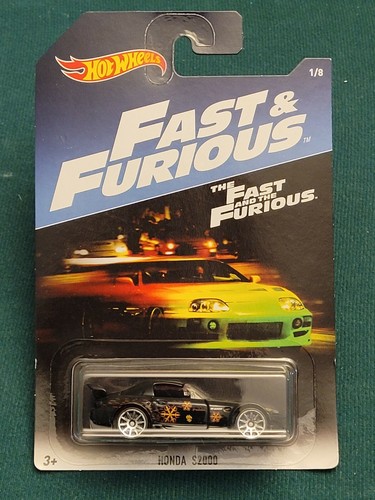 Hot Wheels
1/8
FAST &
FURIOUS
TM
THE
FAST
AND THE
FURIOUS
3+
HONDA S2000